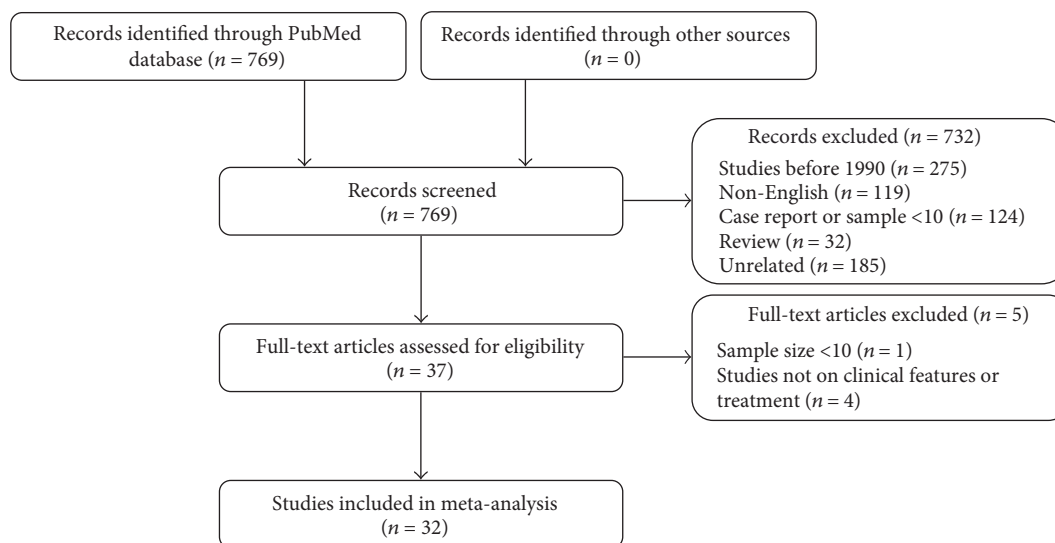 Records identified through PubMed
database (n = 769)
Records identified through other sources
(n = 0)
Records screened
(n = 769)
Records excluded (n = 732)
Studies before 1990 (n = 275)
Non-English (n = 119)
Case report or sample <10 (n = 124)
Review (n = 32)
Unrelated (n = 185)
Full-text articles assessed for eligibility
(n = 37)
Full-text articles excluded (n = 5)
Sample size <10 (n = 1)
Studies not on clinical features or
treatment (n = 4)
Studies included in meta-analysis
(n = 32)